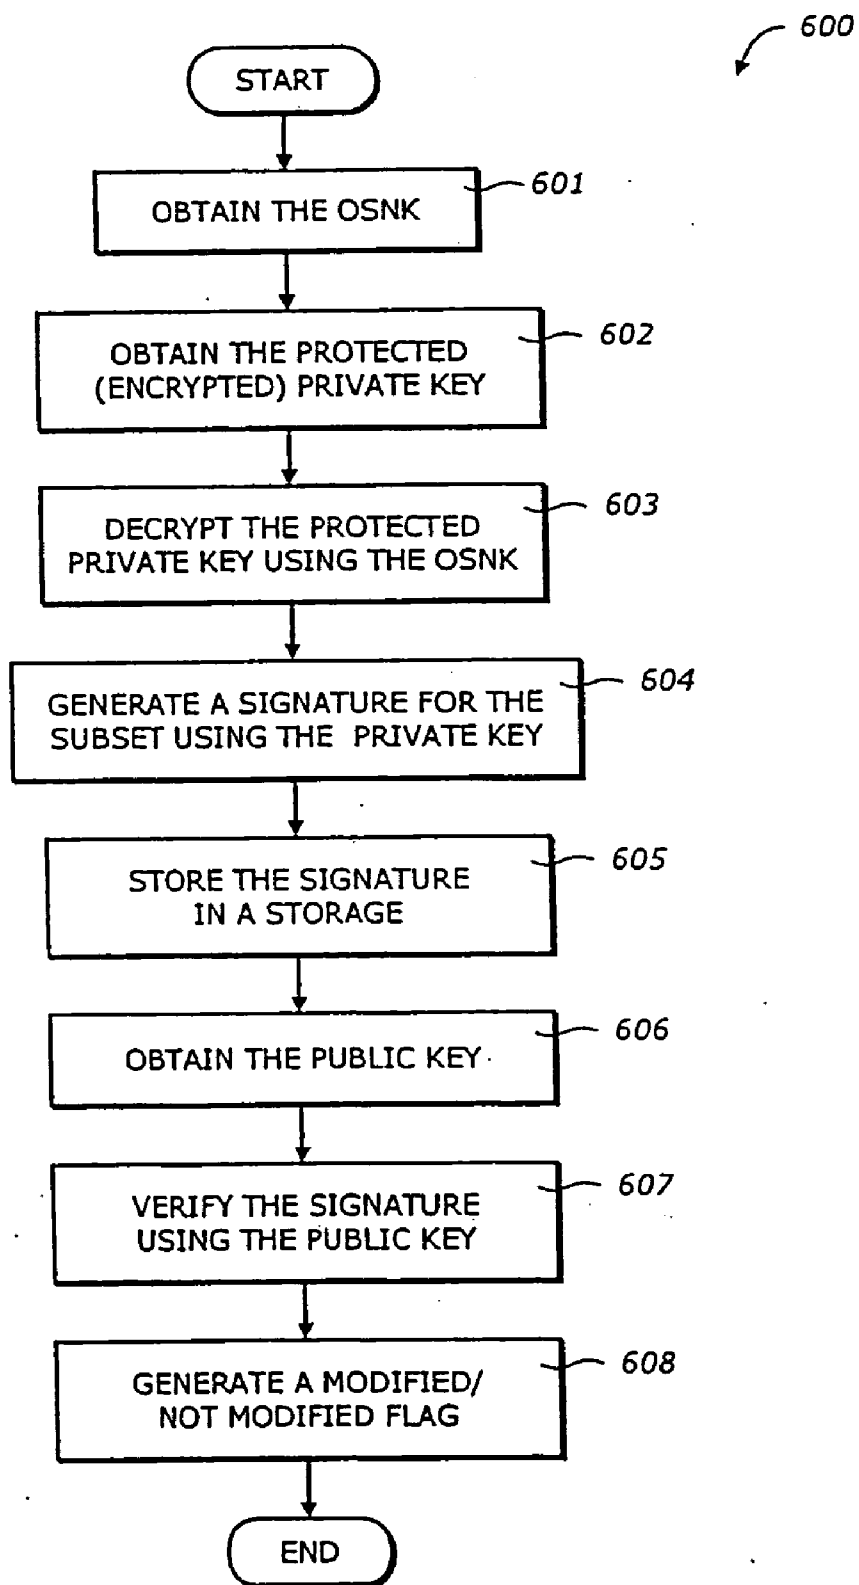 600
START
601
OBTAIN THE OSNK
602
OBTAIN THE PROTECTED
(ENCRYPTED) PRIVATE KEY
603
DECRYPT THE PROTECTED
PRIVATE KEY USING THE OSNK
604
GENERATE A SIGNATURE FOR THE
SUBSET USING THE PRIVATE KEY
605
STORE THE SIGNATURE
IN A STORAGE
606
OBTAIN THE PUBLIC KEY
607
VERIFY THE SIGNATURE
USING THE PUBLIC KEY
608
GENERATE A MODIFIED/
NOT MODIFIED FLAG
END